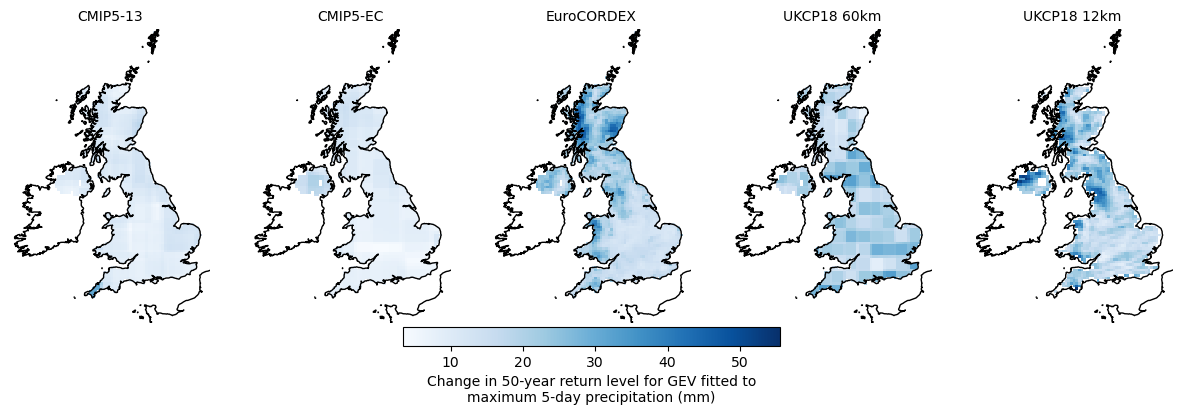 CMIP5-13 CMIP5-EC EuroCORDEX UKCP18 60km UKCP18 12km
10 20 30 40 50
Change in 50-year return level for GEV fitted to
maximum 5-day precipitation (mm)